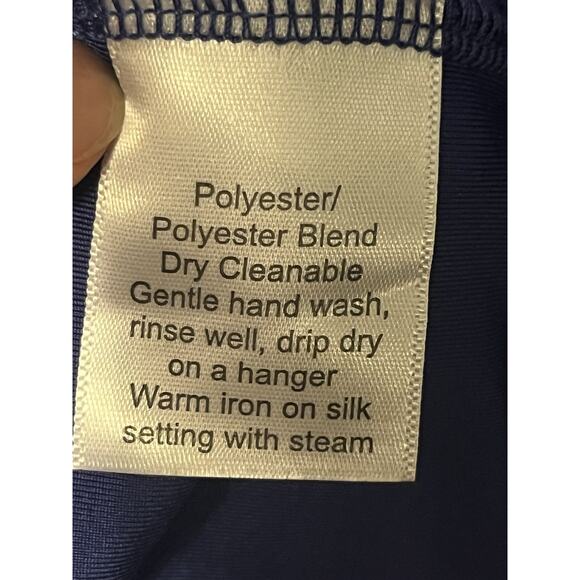 Polyester/
Polyester Blend
Dry Cleanable
Gentle hand wash,
rinse well, drip dry
on a hanger
Warm iron on silk
setting with steam